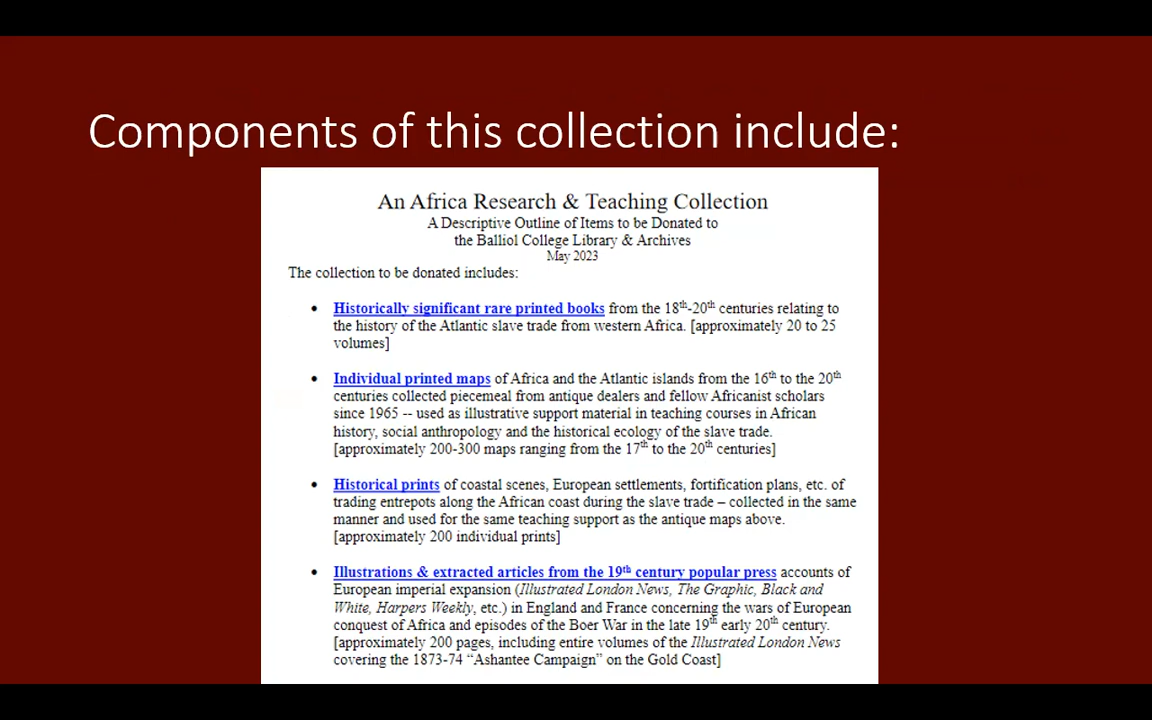 Components of this collection include:
An Africa Research & Teaching Collection
A Descriptive Outline of Items to be Donated to
the Balliol College Library & Archives
May 2023
The collection to be donated includes:
• Historically significant rare printed books from the 18th-20th centuries relating to
the history of the Atlantic slave trade from western Africa. [approximately 20 to 25
volumes]
• Individual printed maps of Africa and the Atlantic islands from the 16th to the 20th
centuries collected piecemeal from antique dealers and fellow Africanist scholars
since 1965 -- used as illustrative support material in teaching courses in African
history, social anthropology and the historical ecology of the slave trade.
[approximately 200-300 maps ranging from the 17th to the 20th centuries]
• Historical prints of coastal scenes, European settlements, fortification plans, etc. of
trading entrepots along the African coast during the slave trade – collected in the same
manner and used for the same teaching support as the antique maps above.
[approximately 200 individual prints]
• Illustrations & extracted articles from the 19th century popular press accounts of
European imperial expansion (Illustrated London News, The Graphic, Black and
White, Harpers Weekly, etc.) in England and France concerning the wars of European
conquest of Africa and episodes of the Boer War in the late 19th early 20th century.
[approximately 200 pages, including entire volumes of the Illustrated London News
covering the 1873-74 “Ashantee Campaign” on the Gold Coast]